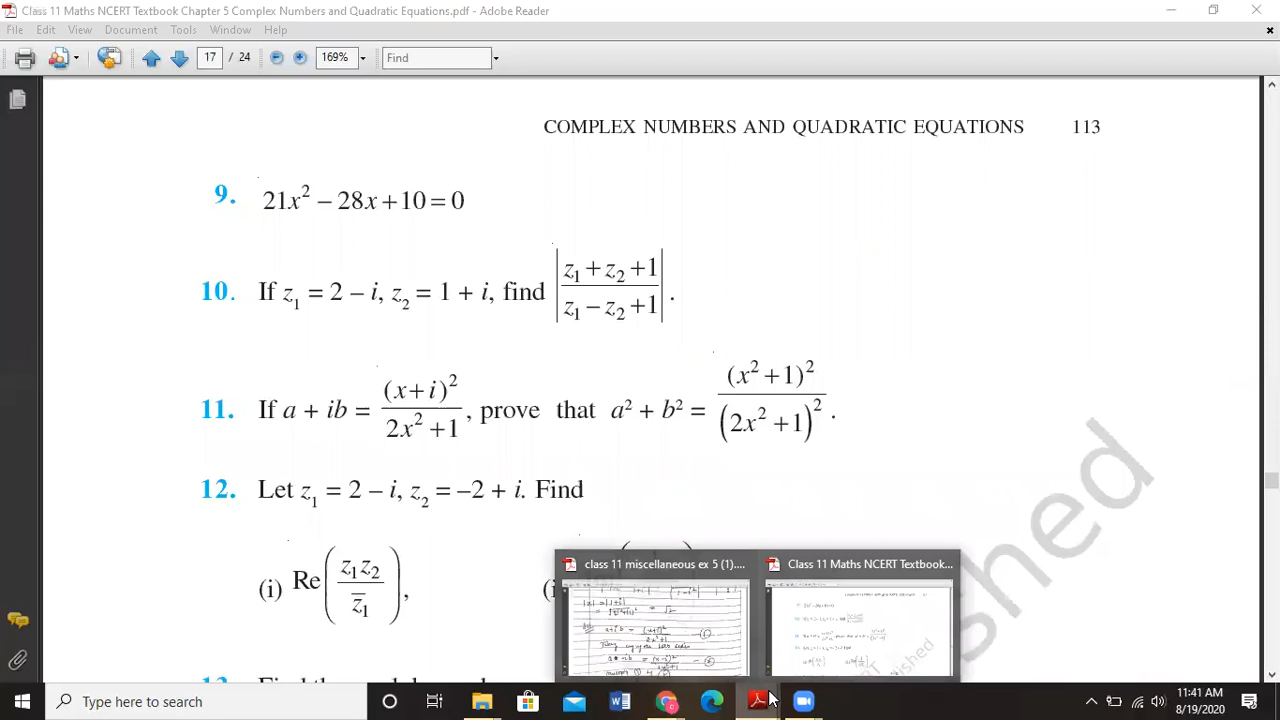 Class 11 Maths NCERT Textbook Chapter 5 Complex Numbers and Quadratic Equations.pdf - Adobe Reader
File Edit View Document Tools Window Help
17 / 24 169% Find
COMPLEX NUMBERS AND QUADRATIC EQUATIONS 113
9. 21x² – 28x + 10 = 0
10. If z₁ = 2 – i, z₂ = 1 + i, find |(z₁ + z₂ + 1)/(z₁ – z₂ + 1)| .
11. If a + ib = (x + i)²/(2x² + 1), prove that a² + b² = (x² + 1)²/(2x² + 1)² .
12. Let z₁ = 2 – i, z₂ = –2 + i. Find
(i) Re(z₁z₂/z̄₁),
shed
class 11 miscellaneous ex 5 (1)....
Class 11 Maths NCERT Textbook...
Type here to search
11:41 AM
8/19/2020